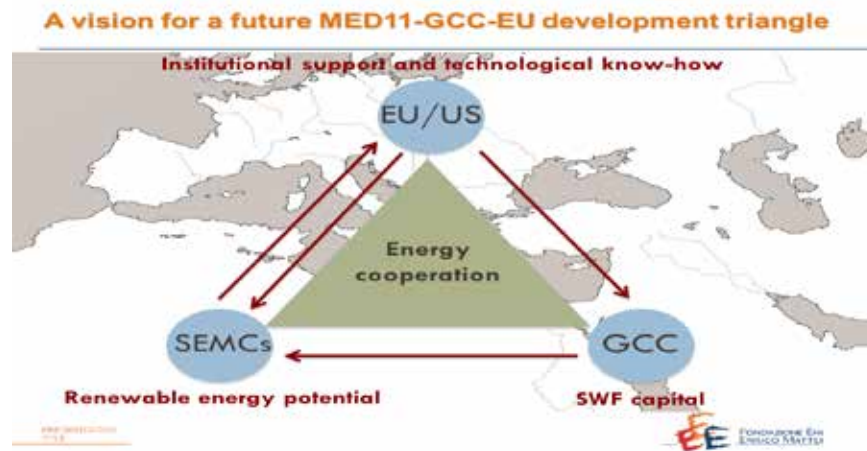 A vision for a future MED11-GCC-EU development triangle
Institutional support and technological know-how
EU/US
Energy
cooperation
SEMCs
GCC
Renewable energy potential
SWF capital
FONDAZIONE ENI
ENRICO MATTEI